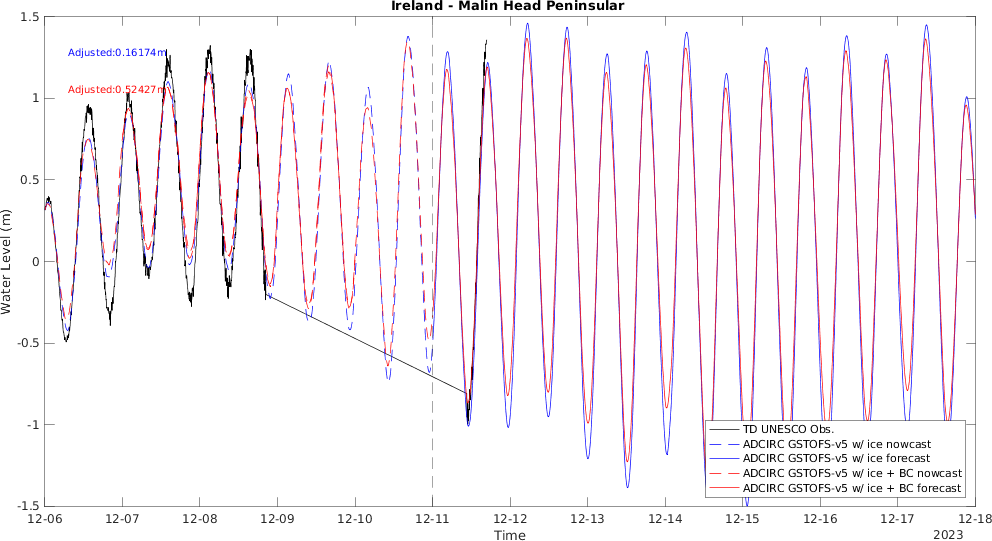 Ireland - Malin Head Peninsular
1.5
Adjusted:0.16174m
Adjusted:0.52427m
1
0.5
0
-0.5
-1
-1.5
Water Level (m)
TD UNESCO Obs.
ADCIRC GSTOFS-v5 w/ ice nowcast
ADCIRC GSTOFS-v5 w/ ice forecast
ADCIRC GSTOFS-v5 w/ ice + BC nowcast
ADCIRC GSTOFS-v5 w/ ice + BC forecast
12-06 12-07 12-08 12-09 12-10 12-11 12-12 12-13 12-14 12-15 12-16 12-17 12-18
Time
2023